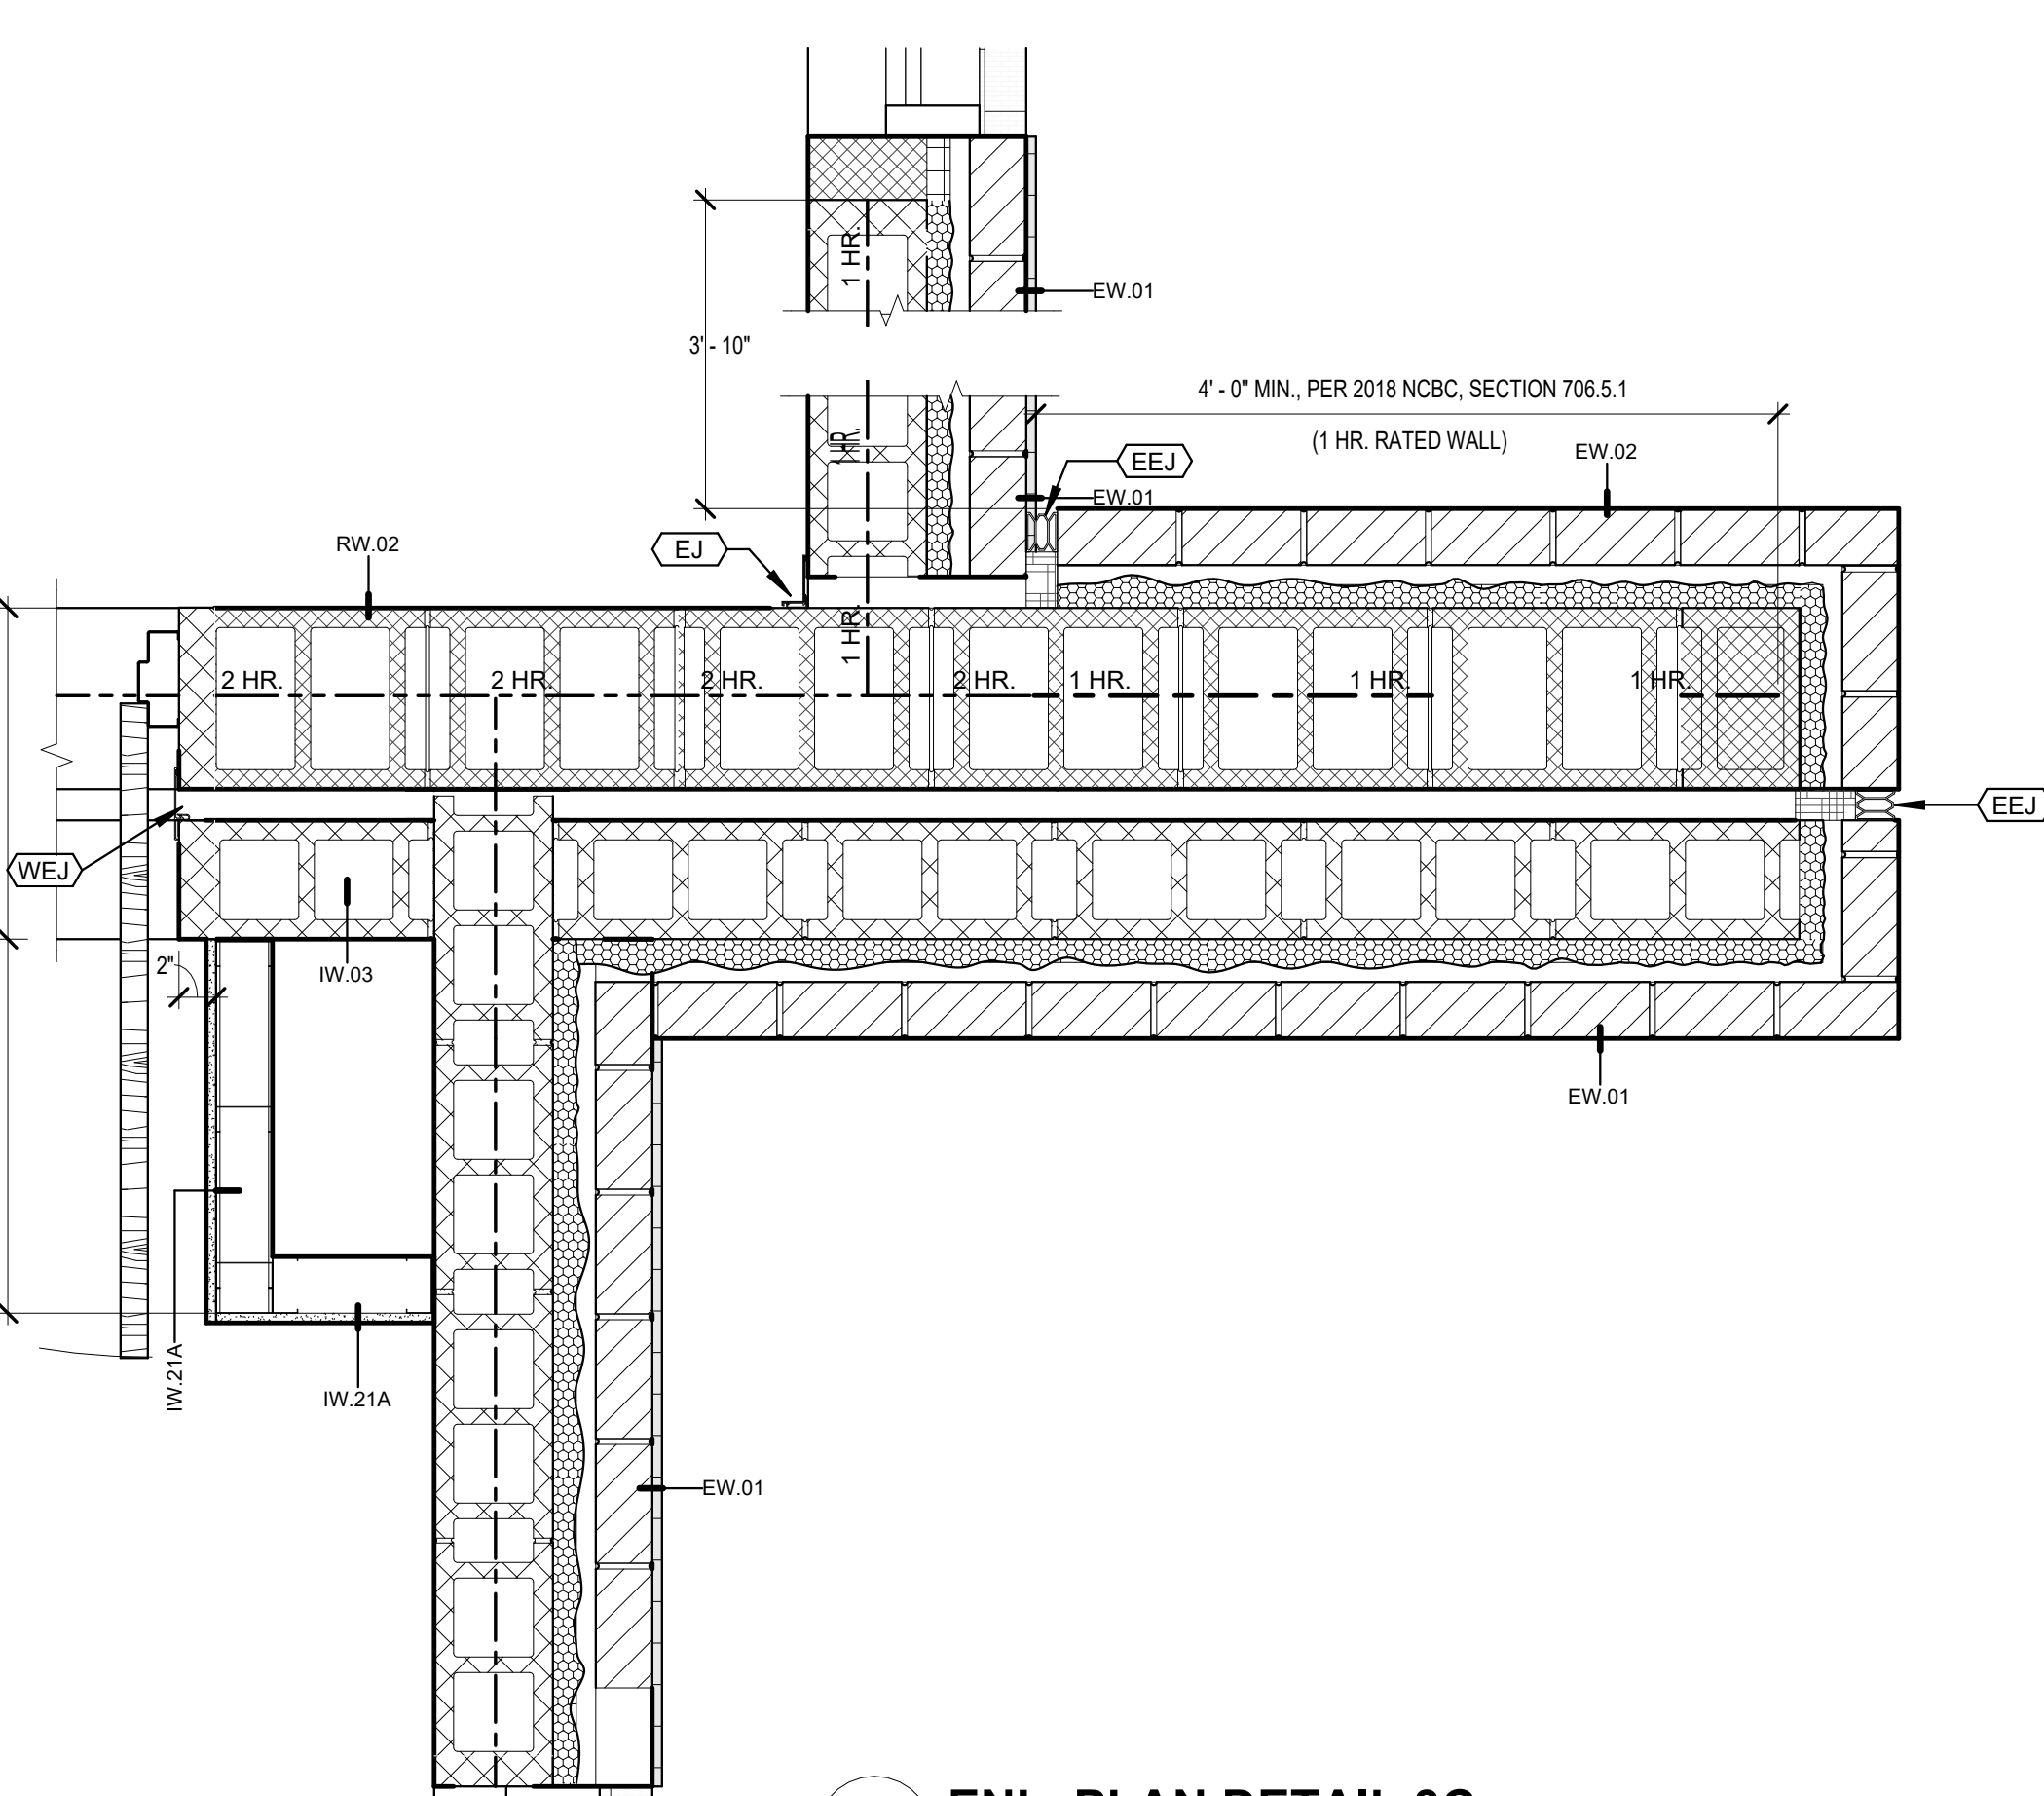 1 HR.
EW.01
3' - 10"
4' - 0" MIN., PER 2018 NCBC, SECTION 706.5.1
(1 HR. RATED WALL)
1 HR.
EEJ
EW.02
EW.01
RW.02
EJ
1 HR.
2 HR.
2 HR.
2 HR.
2 HR.
1 HR.
1 HR.
1 HR.
EEJ
WEJ
2"
IW.03
EW.01
IW.21A
IW.21A
EW.01